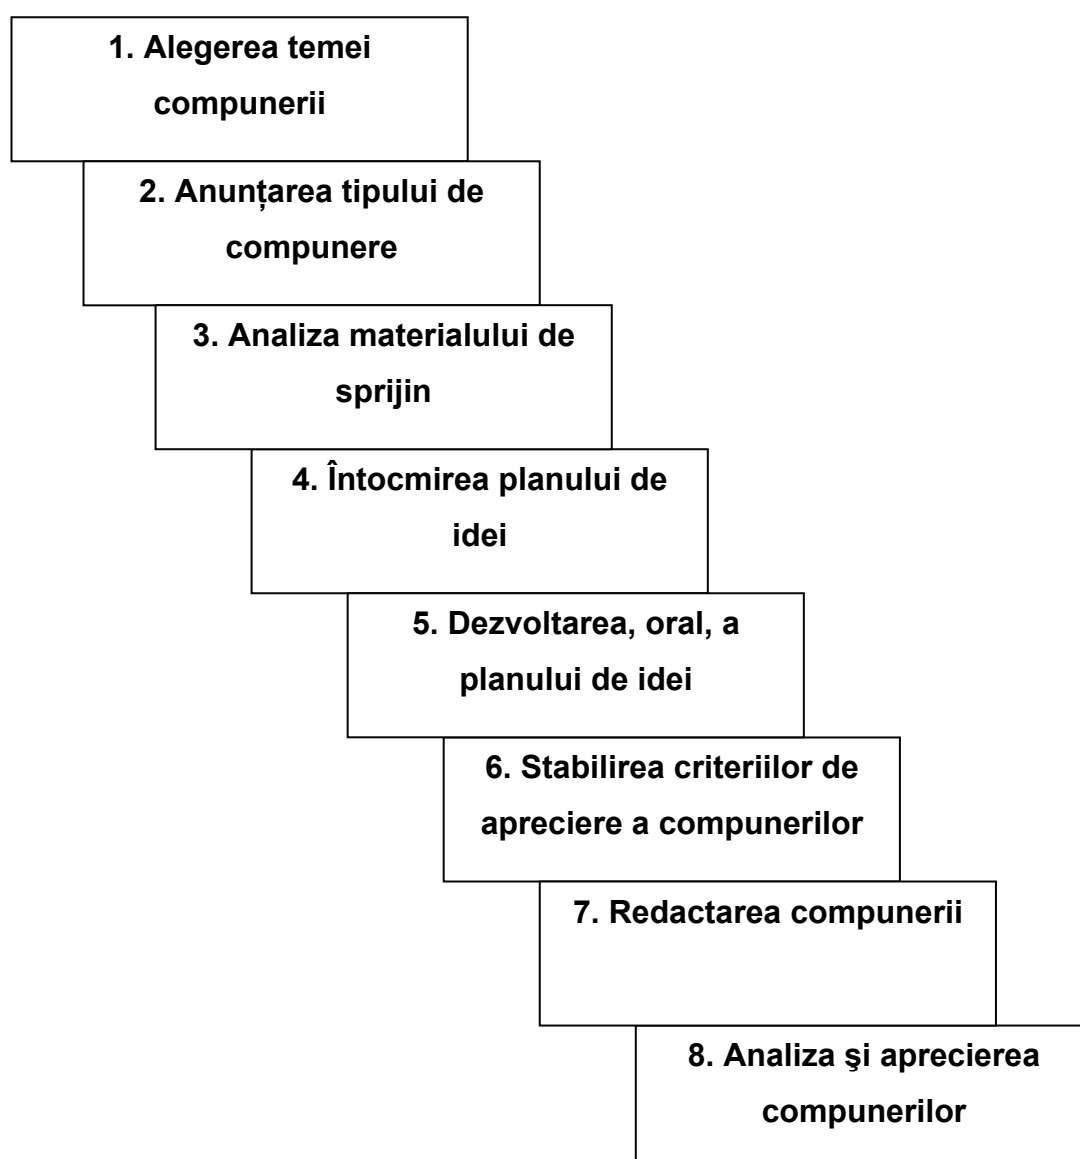 1. Alegerea temei
compunerii
2. Anunțarea tipului de
compunere
3. Analiza materialului de
sprijin
4. Întocmirea planului de
idei
5. Dezvoltarea, oral, a
planului de idei
6. Stabilirea criteriilor de
apreciere a compunerilor
7. Redactarea compunerii
8. Analiza şi aprecierea
compunerilor